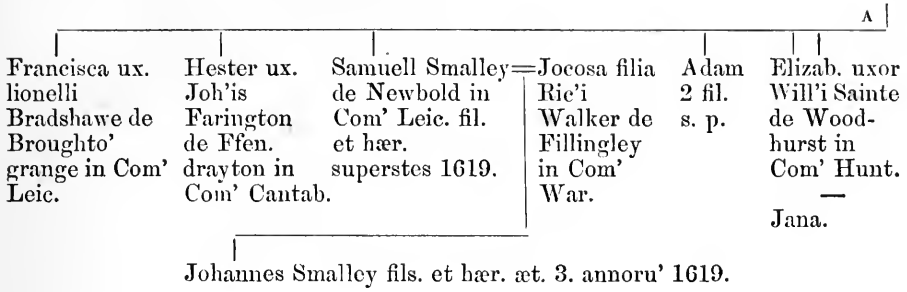 A
Francisca ux.
lionelli
Bradshawe de
Broughto'
grange in Com'
Leic.
Hester ux.
Joh'is
Farington
de Ffen.
drayton in
Com' Cantab.
Samuell Smalley=
de Newbold in
Com' Leic. fil.
et hær.
superstes 1619.
Jocosa filia
Ric'i
Walker de
Fillingley
in Com'
War.
Adam
2 fil.
s. p.
Elizab. uxor
Will'i Sainte
de Wood-
hurst in
Com' Hunt.
—
Jana.
Johannes Smalley fils. et hær. æt. 3. annoru' 1619.